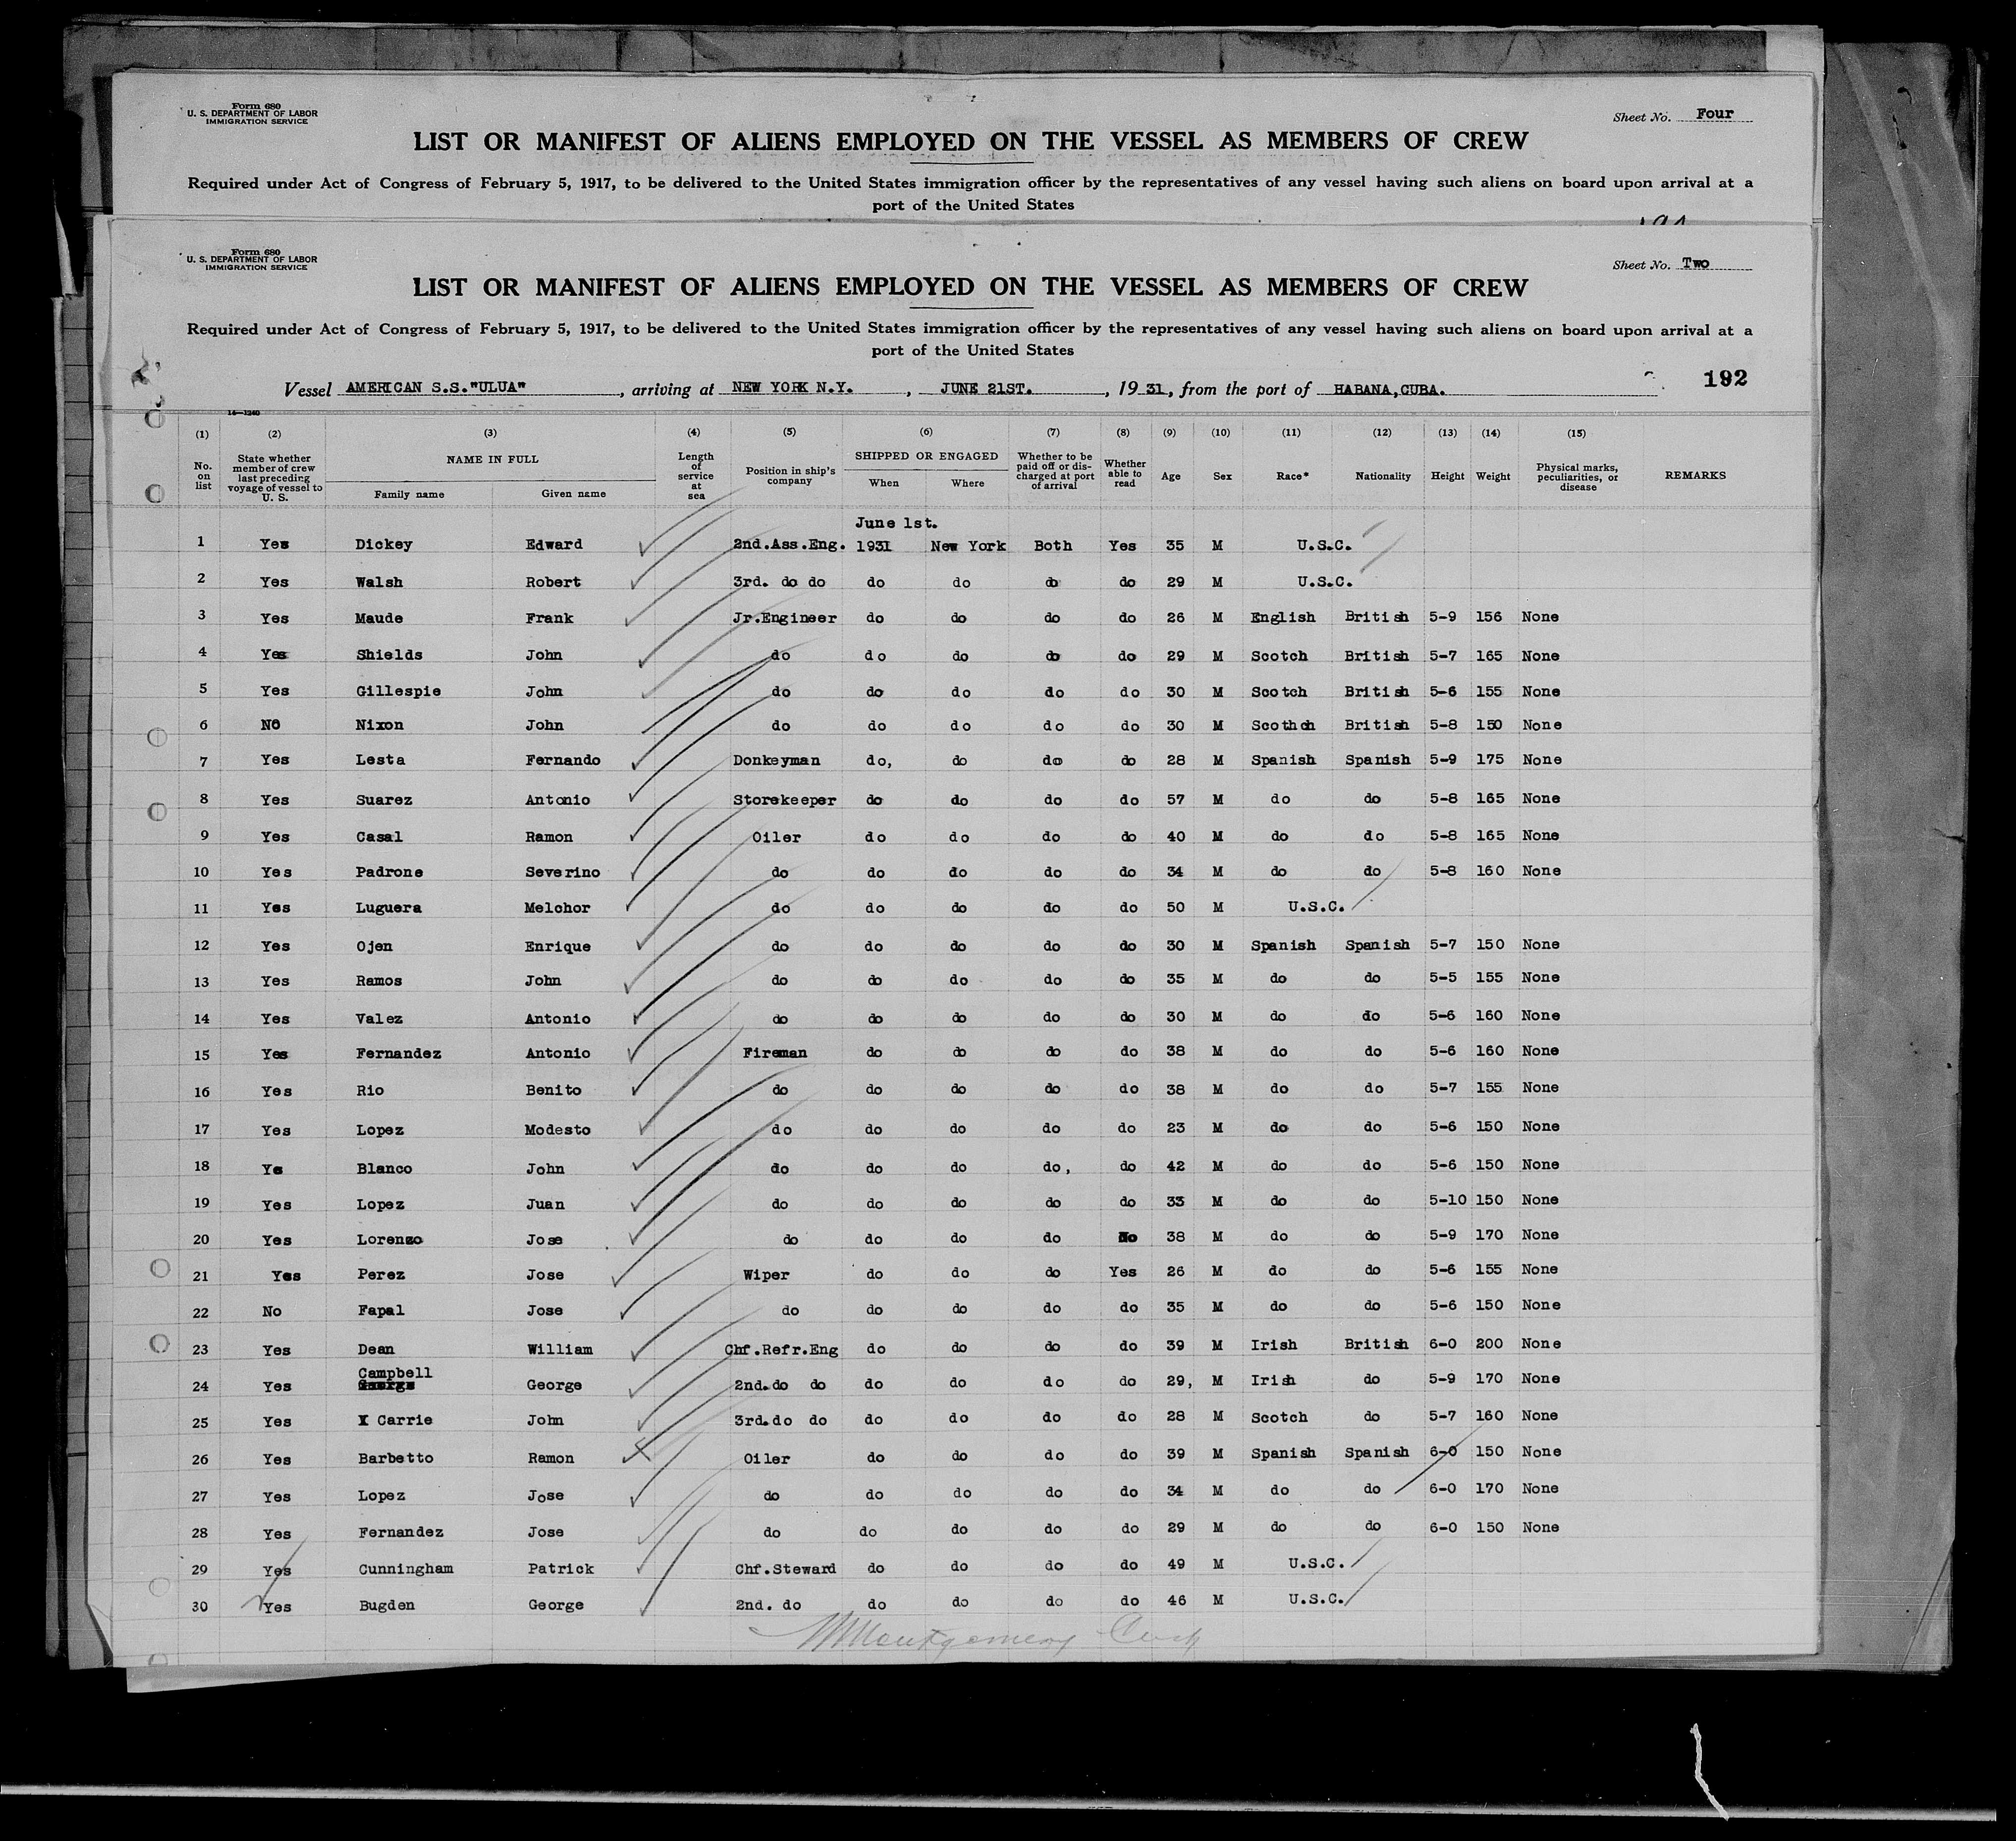 Form 680
U. S. DEPARTMENT OF LABOR
IMMIGRATION SERVICE
Sheet No. Four
LIST OR MANIFEST OF ALIENS EMPLOYED ON THE VESSEL AS MEMBERS OF CREW
Required under Act of Congress of February 5, 1917, to be delivered to the United States immigration officer by the representatives of any vessel having such aliens on board upon arrival at a
port of the United States
Form 680
U. S. DEPARTMENT OF LABOR
IMMIGRATION SERVICE
Sheet No. Two
LIST OR MANIFEST OF ALIENS EMPLOYED ON THE VESSEL AS MEMBERS OF CREW
Required under Act of Congress of February 5, 1917, to be delivered to the United States immigration officer by the representatives of any vessel having such aliens on board upon arrival at a
port of the United States
Vessel AMERICAN S.S."ULUA", arriving at NEW YORK N.Y., JUNE 21ST., 1931, from the port of HABANA,CUBA. 192
14—1240
(1) (2) (3) (4) (5) (6) (7) (8) (9) (10) (11) (12) (13) (14) (15)
No. on list State whether member of crew last preceding voyage of vessel to U. S. NAME IN FULL Family name Given name Length of service at sea Position in ship's company SHIPPED OR ENGAGED When Where Whether to be paid off or discharged at port of arrival Whether able to read Age Sex Race* Nationality Height Weight Physical marks, peculiarities, or disease REMARKS
June 1st.
1 Yes Dickey Edward 2nd.Ass.Eng. 1931 New York Both Yes 35 M U.S.C.
2 Yes Walsh Robert 3rd. do do do do do do 29 M U.S.C.
3 Yes Maude Frank Jr.Engineer do do do do 26 M English British 5-9 156 None
4 Yes Shields John do do do do do 29 M Scotch British 5-7 165 None
5 Yes Gillespie John do do do do do 30 M Scotch British 5-6 155 None
6 NO Nixon John do do do do do 30 M Scothch British 5-8 150 None
7 Yes Lesta Fernando Donkeyman do, do do do 28 M Spanish Spanish 5-9 175 None
8 Yes Suarez Antonio Storekeeper do do do do 57 M do do 5-8 165 None
9 Yes Casal Ramon Oiler do do do do 40 M do do 5-8 165 None
10 Yes Padrone Severino do do do do do 34 M do do 5-8 160 None
11 Yes Luguera Melchor do do do do do 50 M U.S.C.
12 Yes Ojen Enrique do do do do do 30 M Spanish Spanish 5-7 150 None
13 Yes Ramos John do do do do do 35 M do do 5-5 155 None
14 Yes Valez Antonio do do do do do 30 M do do 5-6 160 None
15 Yes Fernandez Antonio Fireman do do do do 38 M do do 5-6 160 None
16 Yes Rio Benito do do do do do 38 M do do 5-7 155 None
17 Yes Lopez Modesto do do do do do 23 M do do 5-6 150 None
18 Ye Blanco John do do do do, do 42 M do do 5-6 150 None
19 Yes Lopez Juan do do do do do 33 M do do 5-10 150 None
20 Yes Lorenzo Jose do do do do No 38 M do do 5-9 170 None
21 Yes Perez Jose Wiper do do do Yes 26 M do do 5-6 155 None
22 No Fapal Jose do do do do do 35 M do do 5-6 150 None
23 Yes Dean William Chf.Refr.Eng do do do do 39 M Irish British 6-0 200 None
Campbell
24 Yes George George 2nd.do do do do do do 29, M Irish do 5-9 170 None
25 Yes X Carrie John 3rd.do do do do do do 28 M Scotch do 5-7 160 None
26 Yes Barbetto Ramon Oiler do do do do 39 M Spanish Spanish 6-0 150 None
27 Yes Lopez Jose do do do do do 34 M do do 6-0 170 None
28 Yes Fernandez Jose do do do do do 29 M do do 6-0 150 None
29 Yes Cunningham Patrick Chf.Steward do do do do 49 M U.S.C.
30 Yes Bugden George 2nd. do do do do do 46 M U.S.C.
Montgomery